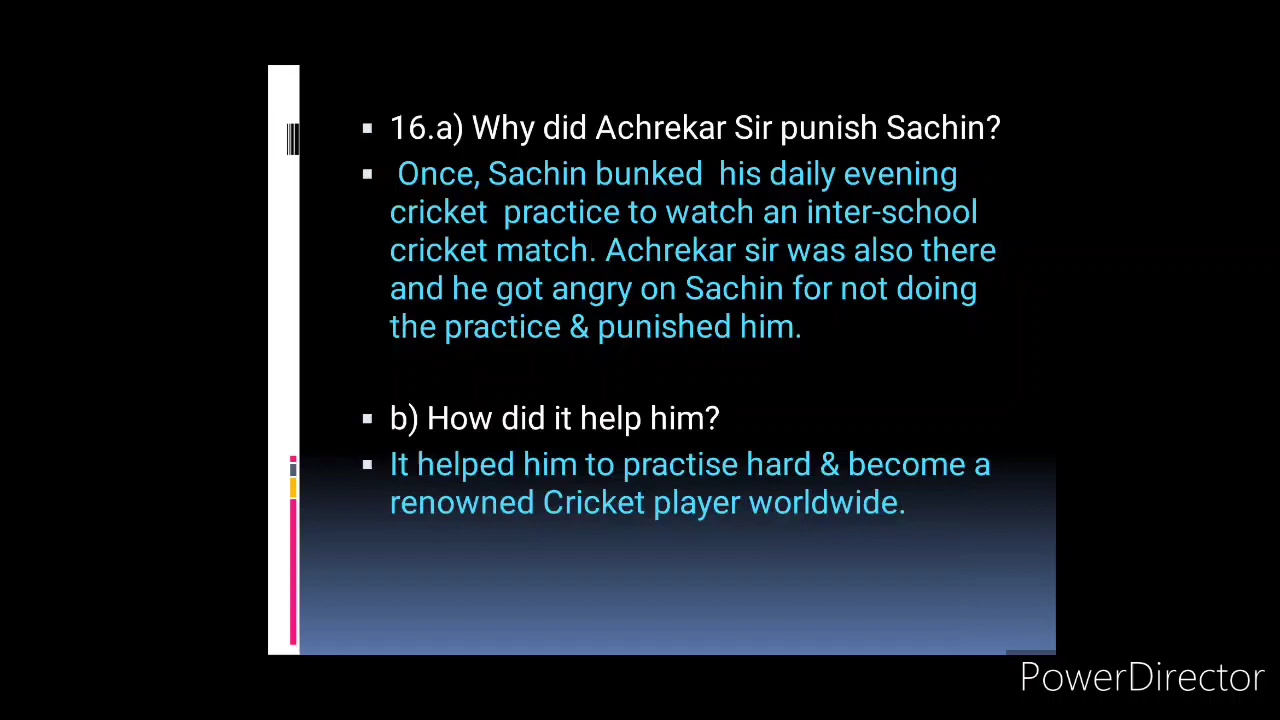 16.a) Why did Achrekar Sir punish Sachin?
Once, Sachin bunked his daily evening
cricket practice to watch an inter-school
cricket match. Achrekar sir was also there
and he got angry on Sachin for not doing
the practice & punished him.
b) How did it help him?
It helped him to practise hard & become a
renowned Cricket player worldwide.
PowerDirector